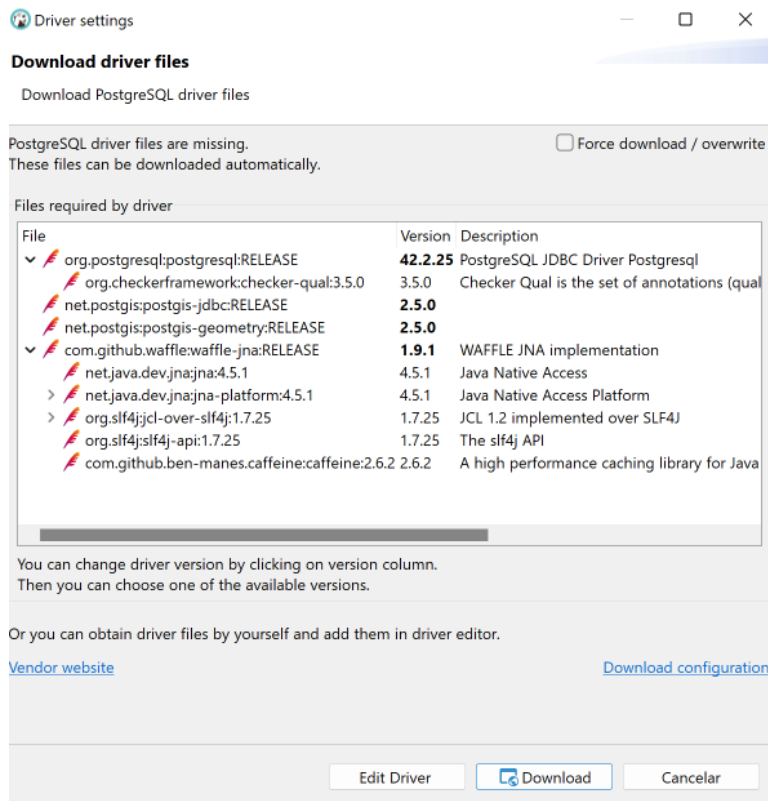 Driver settings
Download driver files
Download PostgreSQL driver files
PostgreSQL driver files are missing.
Force download / overwrite
These files can be downloaded automatically.
Files required by driver
File Version Description
org.postgresql:postgresql:RELEASE 42.2.25 PostgreSQL JDBC Driver Postgresql
org.checkerframework:checker-qual:3.5.0 3.5.0 Checker Qual is the set of annotations (qual
net.postgis:postgis-jdbc:RELEASE 2.5.0
net.postgis:postgis-geometry:RELEASE 2.5.0
com.github.waffle:waffle-jna:RELEASE 1.9.1 WAFFLE JNA implementation
net.java.dev.jna:jna:4.5.1 4.5.1 Java Native Access
net.java.dev.jna:jna-platform:4.5.1 4.5.1 Java Native Access Platform
org.slf4j:jcl-over-slf4j:1.7.25 1.7.25 JCL 1.2 implemented over SLF4J
org.slf4j:slf4j-api:1.7.25 1.7.25 The slf4j API
com.github.ben-manes.caffeine:caffeine:2.6.2 2.6.2 A high performance caching library for Java
You can change driver version by clicking on version column.
Then you can choose one of the available versions.
Or you can obtain driver files by yourself and add them in driver editor.
Vendor website Download configuration
Edit Driver Download Cancelar